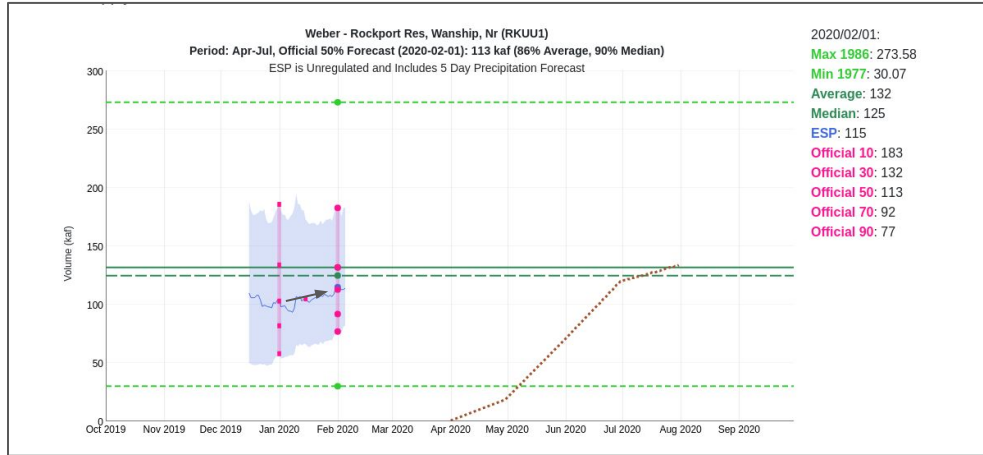 Weber - Rockport Res, Wanship, Nr (RKUU1)
Period: Apr-Jul, Official 50% Forecast (2020-02-01): 113 kaf (86% Average, 90% Median)
ESP is Unregulated and Includes 5 Day Precipitation Forecast
300
250
200
150
100
50
0
Volume (kaf)
Oct 2019 Nov 2019 Dec 2019 Jan 2020 Feb 2020 Mar 2020 Apr 2020 May 2020 Jun 2020 Jul 2020 Aug 2020 Sep 2020
2020/02/01:
Max 1986: 273.58
Min 1977: 30.07
Average: 132
Median: 125
ESP: 115
Official 10: 183
Official 30: 132
Official 50: 113
Official 70: 92
Official 90: 77